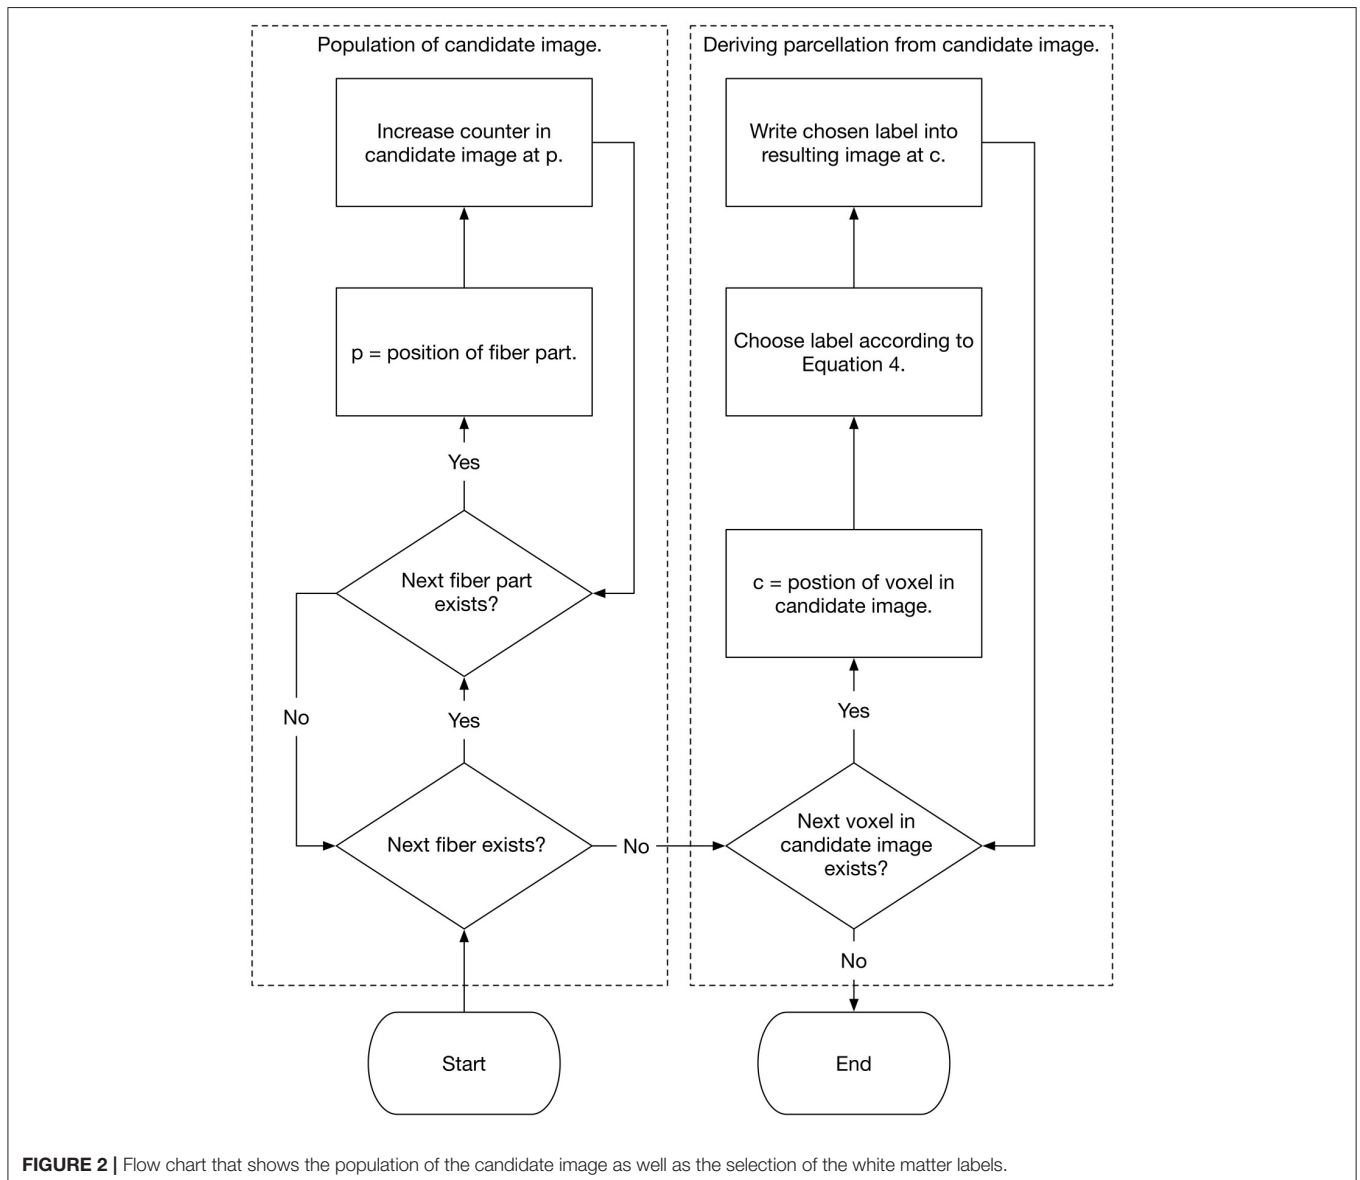 Population of candidate image.
Increase counter in
candidate image at p.
p = position of fiber part.
Yes
Next fiber part
exists?
No
Yes
Next fiber exists?
No
Start
Deriving parcellation from candidate image.
Write chosen label into
resulting image at c.
Choose label according to
Equation 4.
c = postion of voxel in
candidate image.
Yes
Next voxel in
candidate image
exists?
No
End
FIGURE 2 | Flow chart that shows the population of the candidate image as well as the selection of the white matter labels.